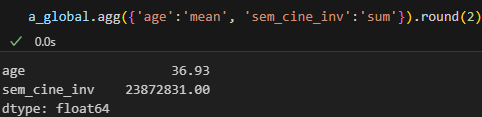 a_global.agg({'age':'mean', 'sem_cine_inv':'sum'}).round(2)
✓ 0.0s
age 36.93
sem_cine_inv 23872831.00
dtype: float64